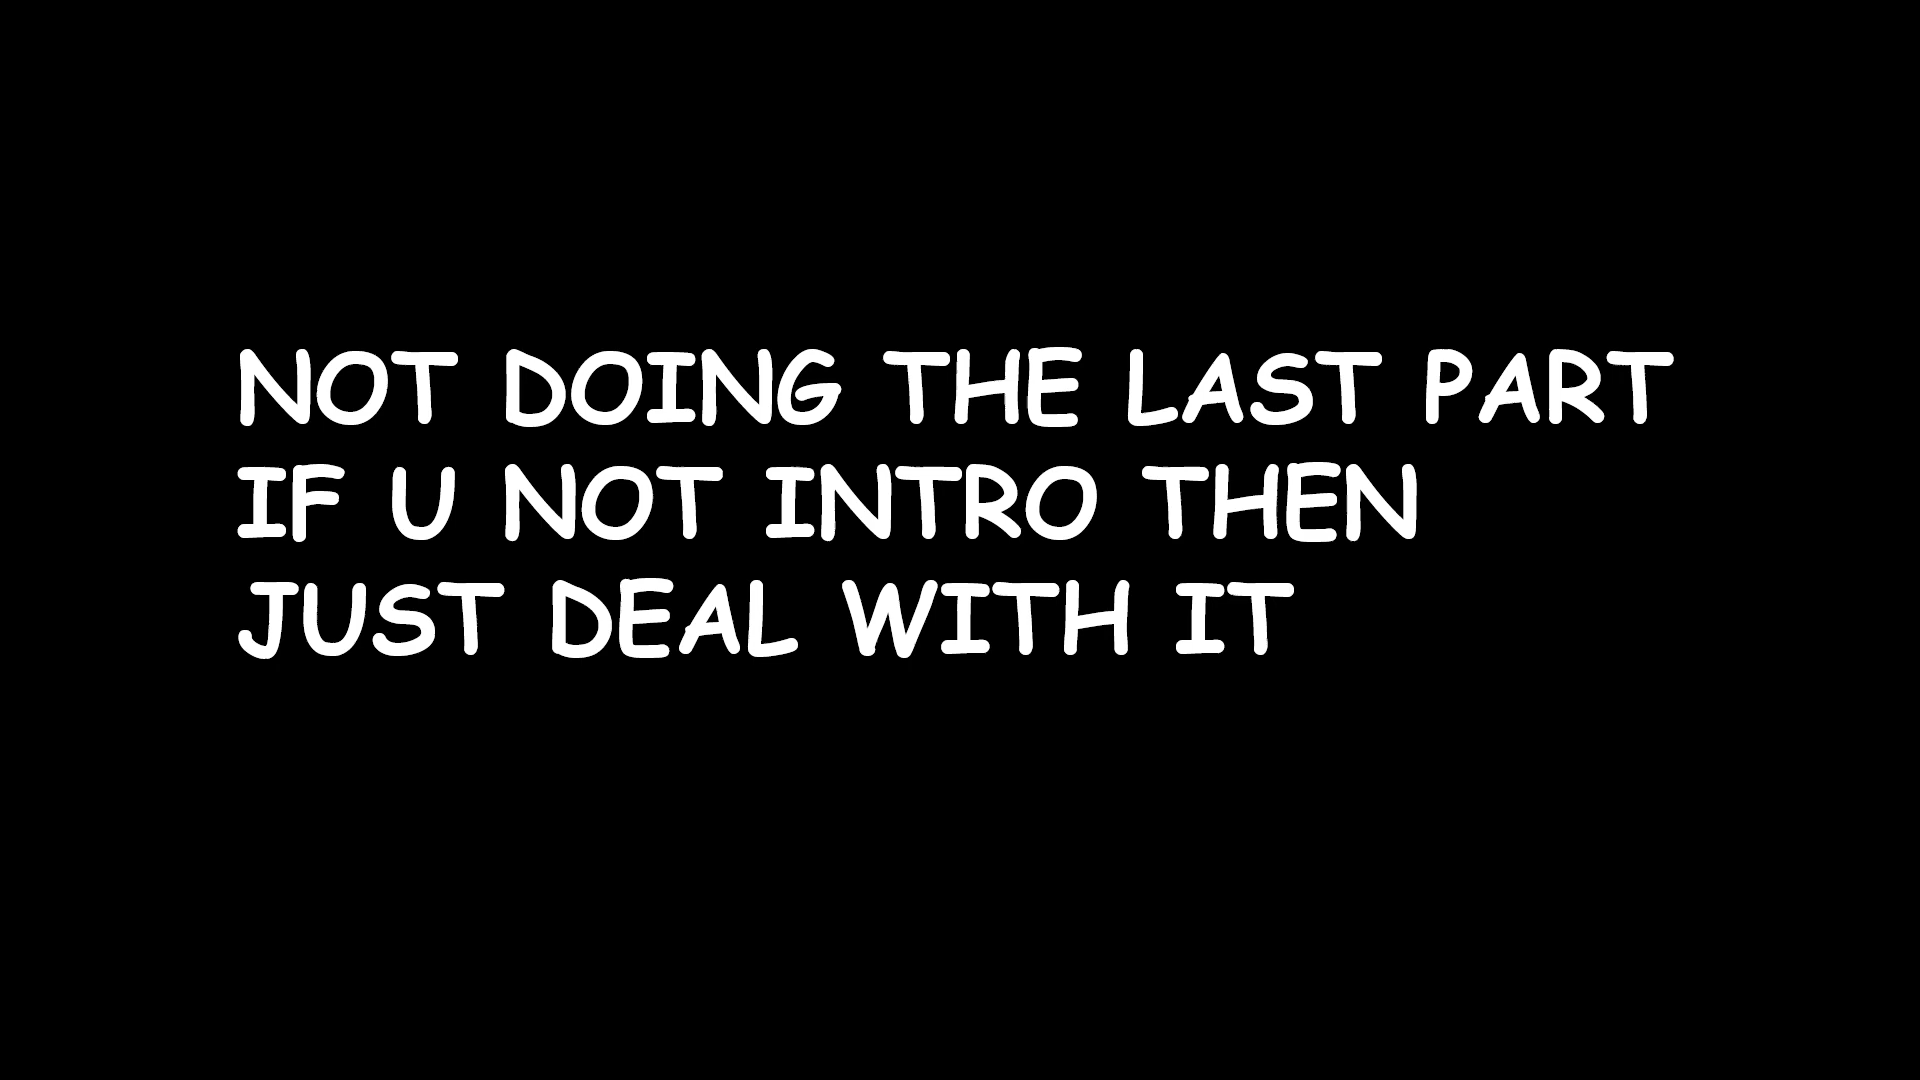 NOT DOING THE LAST PART
IF U NOT INTRO THEN
JUST DEAL WITH IT